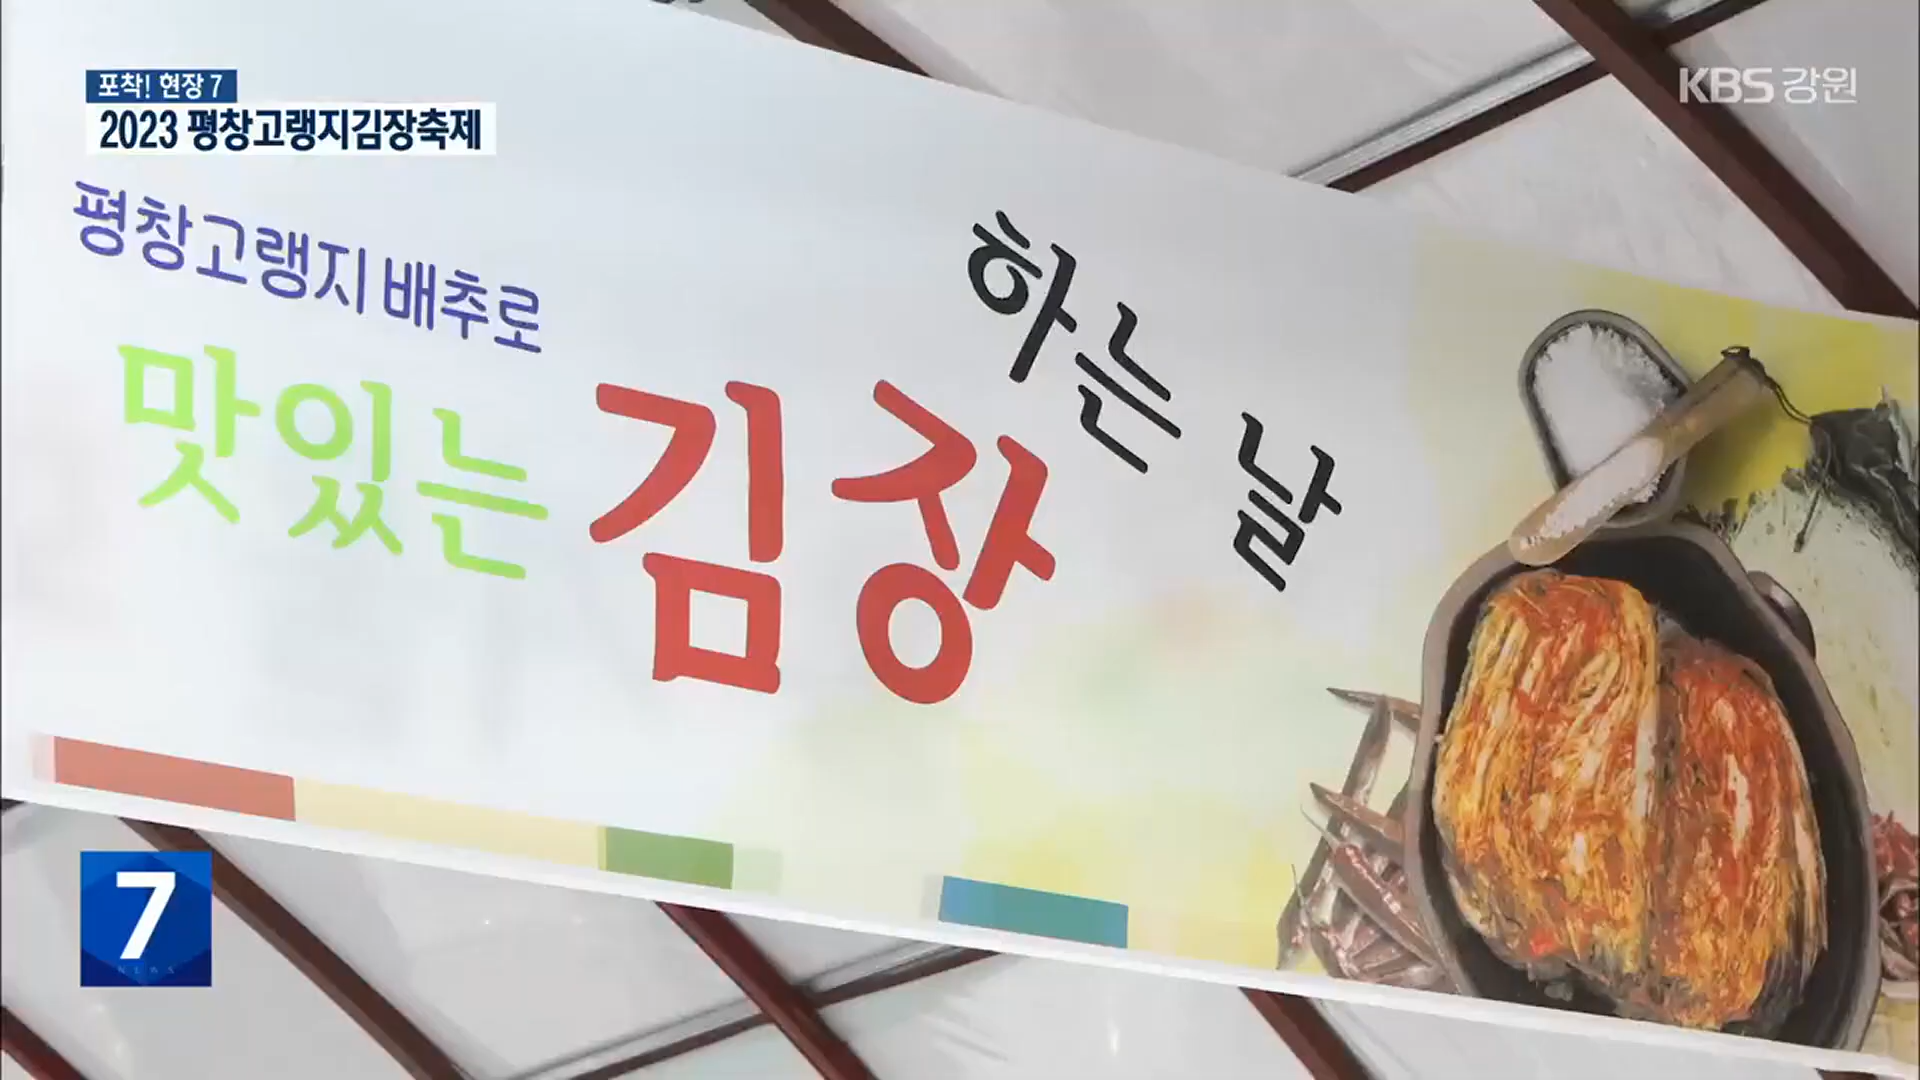 포착! 현장 7
KBS 강원
2023 평창고랭지김장축제
평창고랭지 배추로
맛있는 김장 하는 날
7
NEWS